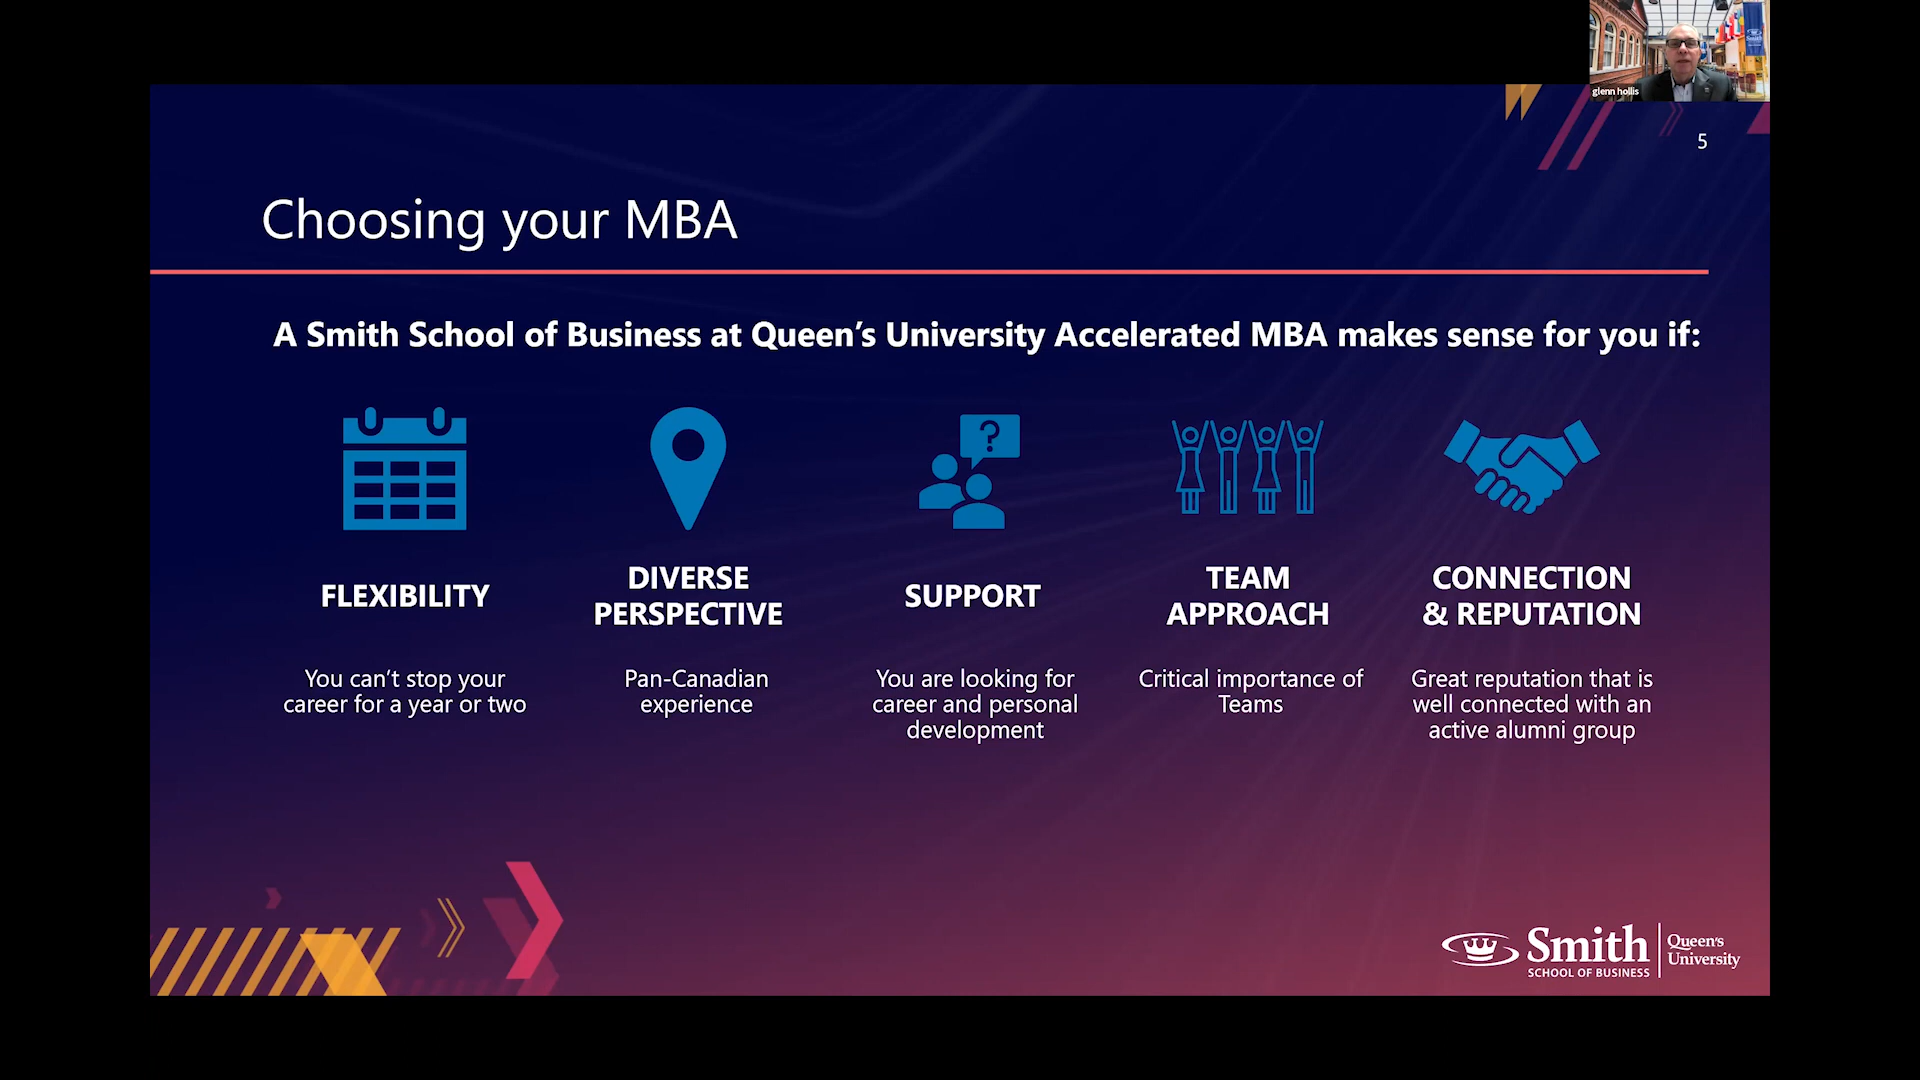 glenn hollis
Smith
5
Choosing your MBA
A Smith School of Business at Queen’s University Accelerated MBA makes sense for you if:
?
FLEXIBILITY
You can’t stop your
career for a year or two
DIVERSE
PERSPECTIVE
Pan-Canadian
experience
SUPPORT
You are looking for
career and personal
development
TEAM
APPROACH
Critical importance of
Teams
CONNECTION
& REPUTATION
Great reputation that is
well connected with an
active alumni group
Smith
SCHOOL OF BUSINESS
Queen's
University